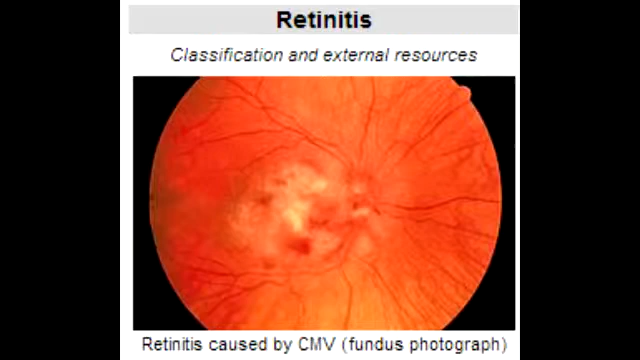 Retinitis
Classification and external resources
Retinitis caused by CMV (fundus photograph)